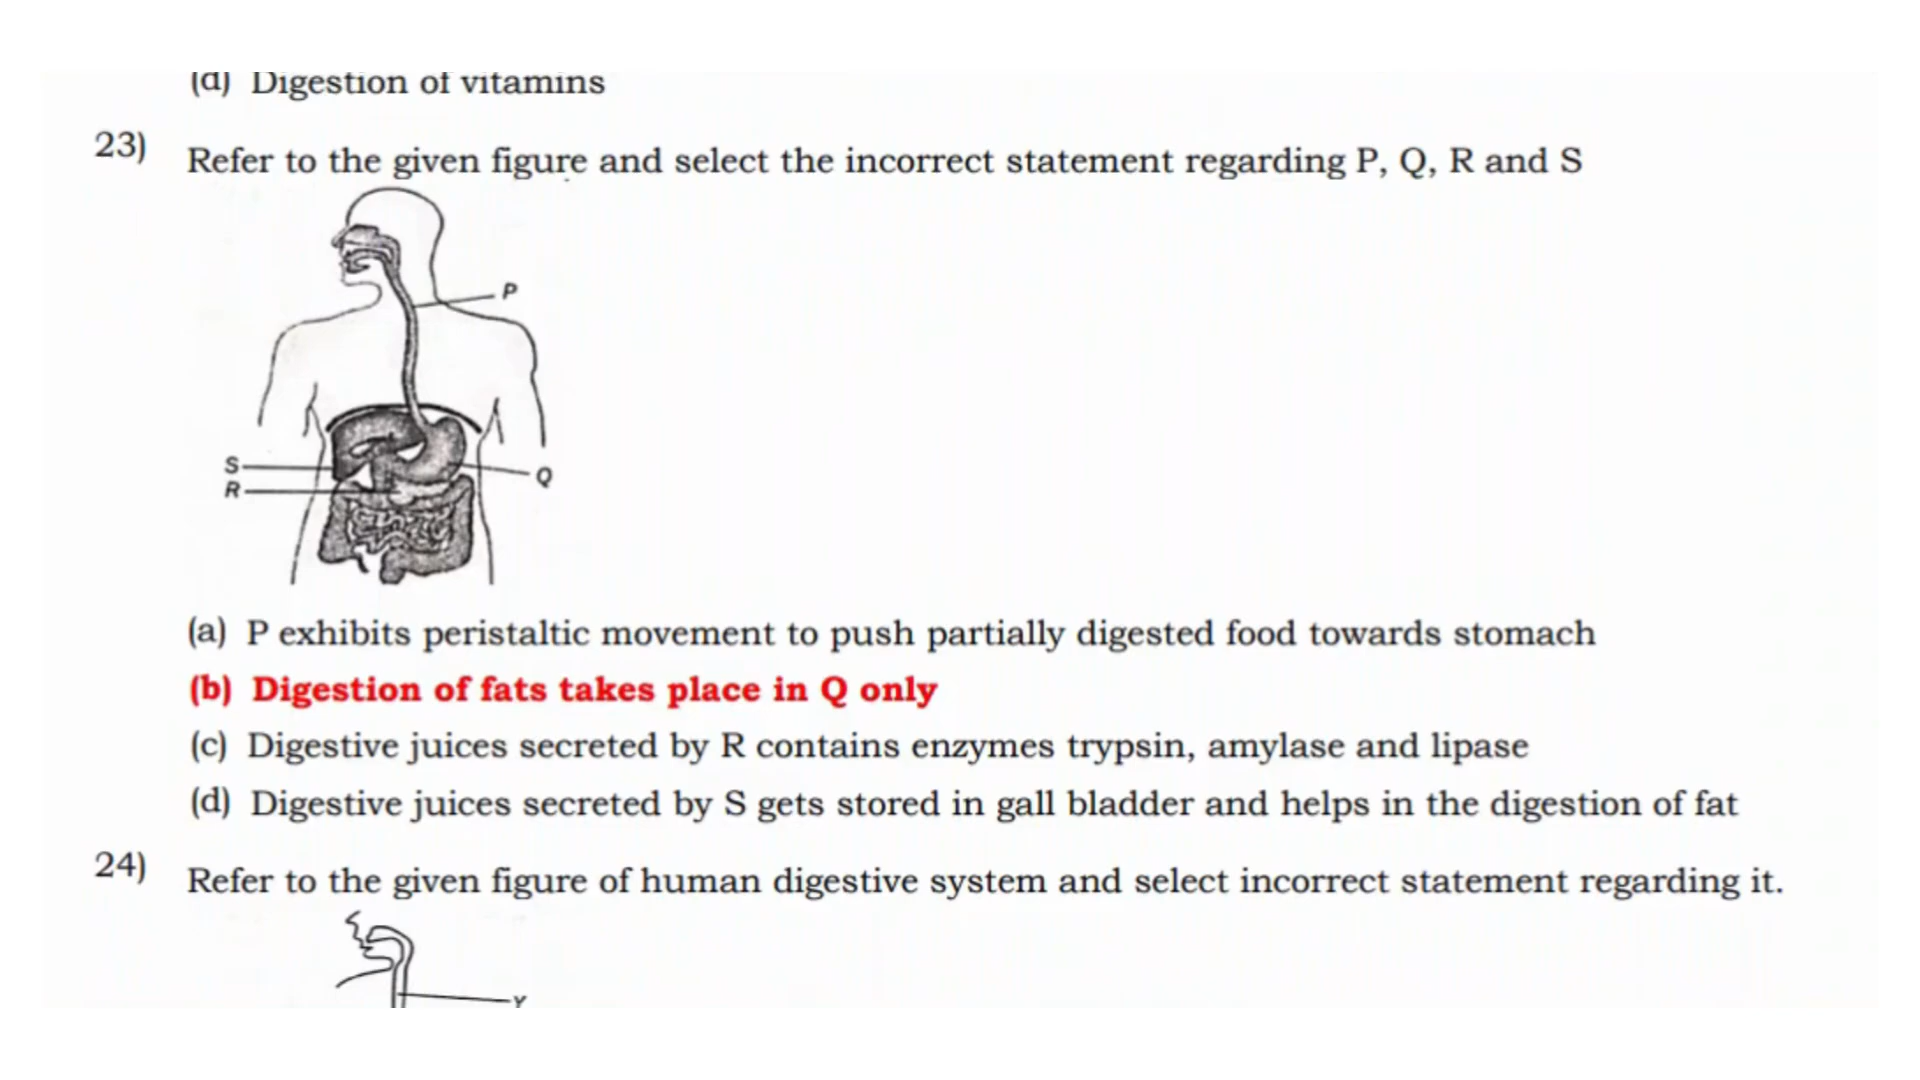 (d) Digestion of vitamins
23) Refer to the given figure and select the incorrect statement regarding P, Q, R and S
P
S
Q
R
(a) P exhibits peristaltic movement to push partially digested food towards stomach
(b) Digestion of fats takes place in Q only
(c) Digestive juices secreted by R contains enzymes trypsin, amylase and lipase
(d) Digestive juices secreted by S gets stored in gall bladder and helps in the digestion of fat
24) Refer to the given figure of human digestive system and select incorrect statement regarding it.
Y